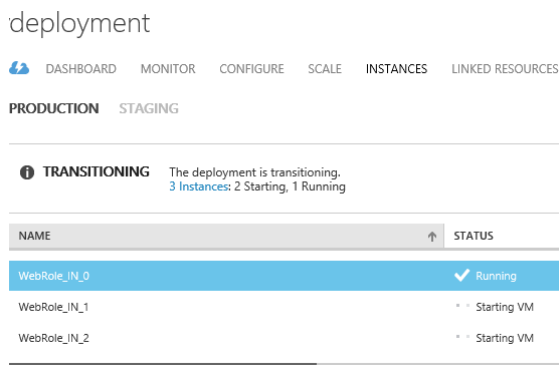 deployment
DASHBOARD MONITOR CONFIGURE SCALE INSTANCES LINKED RESOURCES
PRODUCTION STAGING
TRANSITIONING The deployment is transitioning.
3 Instances: 2 Starting, 1 Running
NAME STATUS
WebRole_IN_0 Running
WebRole_IN_1 Starting VM
WebRole_IN_2 Starting VM